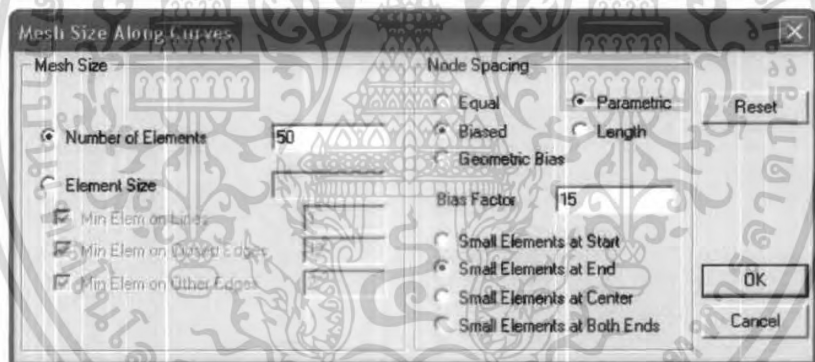 Mesh Size Along Curves
Mesh Size
Number of Elements 50
Element Size
Min Elem on Lines
Min Elem on Closed Edges
Min Elem on Other Edges
Node Spacing
Equal Parametric
Biased Length
Geometric Bias
Bias Factor 15
Small Elements at Start
Small Elements at End
Small Elements at Center
Small Elements at Both Ends
Reset
OK
Cancel